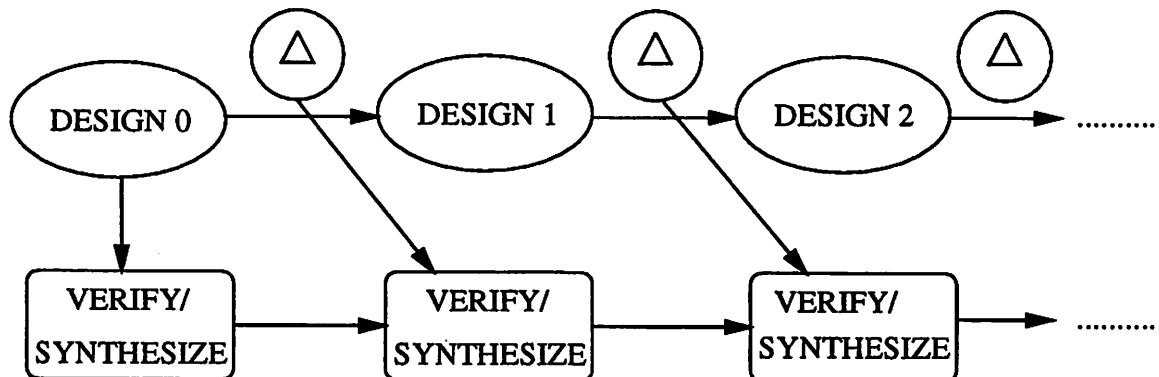 △ △ △
DESIGN 0 DESIGN 1 DESIGN 2 ..........
VERIFY/ VERIFY/ VERIFY/
SYNTHESIZE SYNTHESIZE SYNTHESIZE ..........